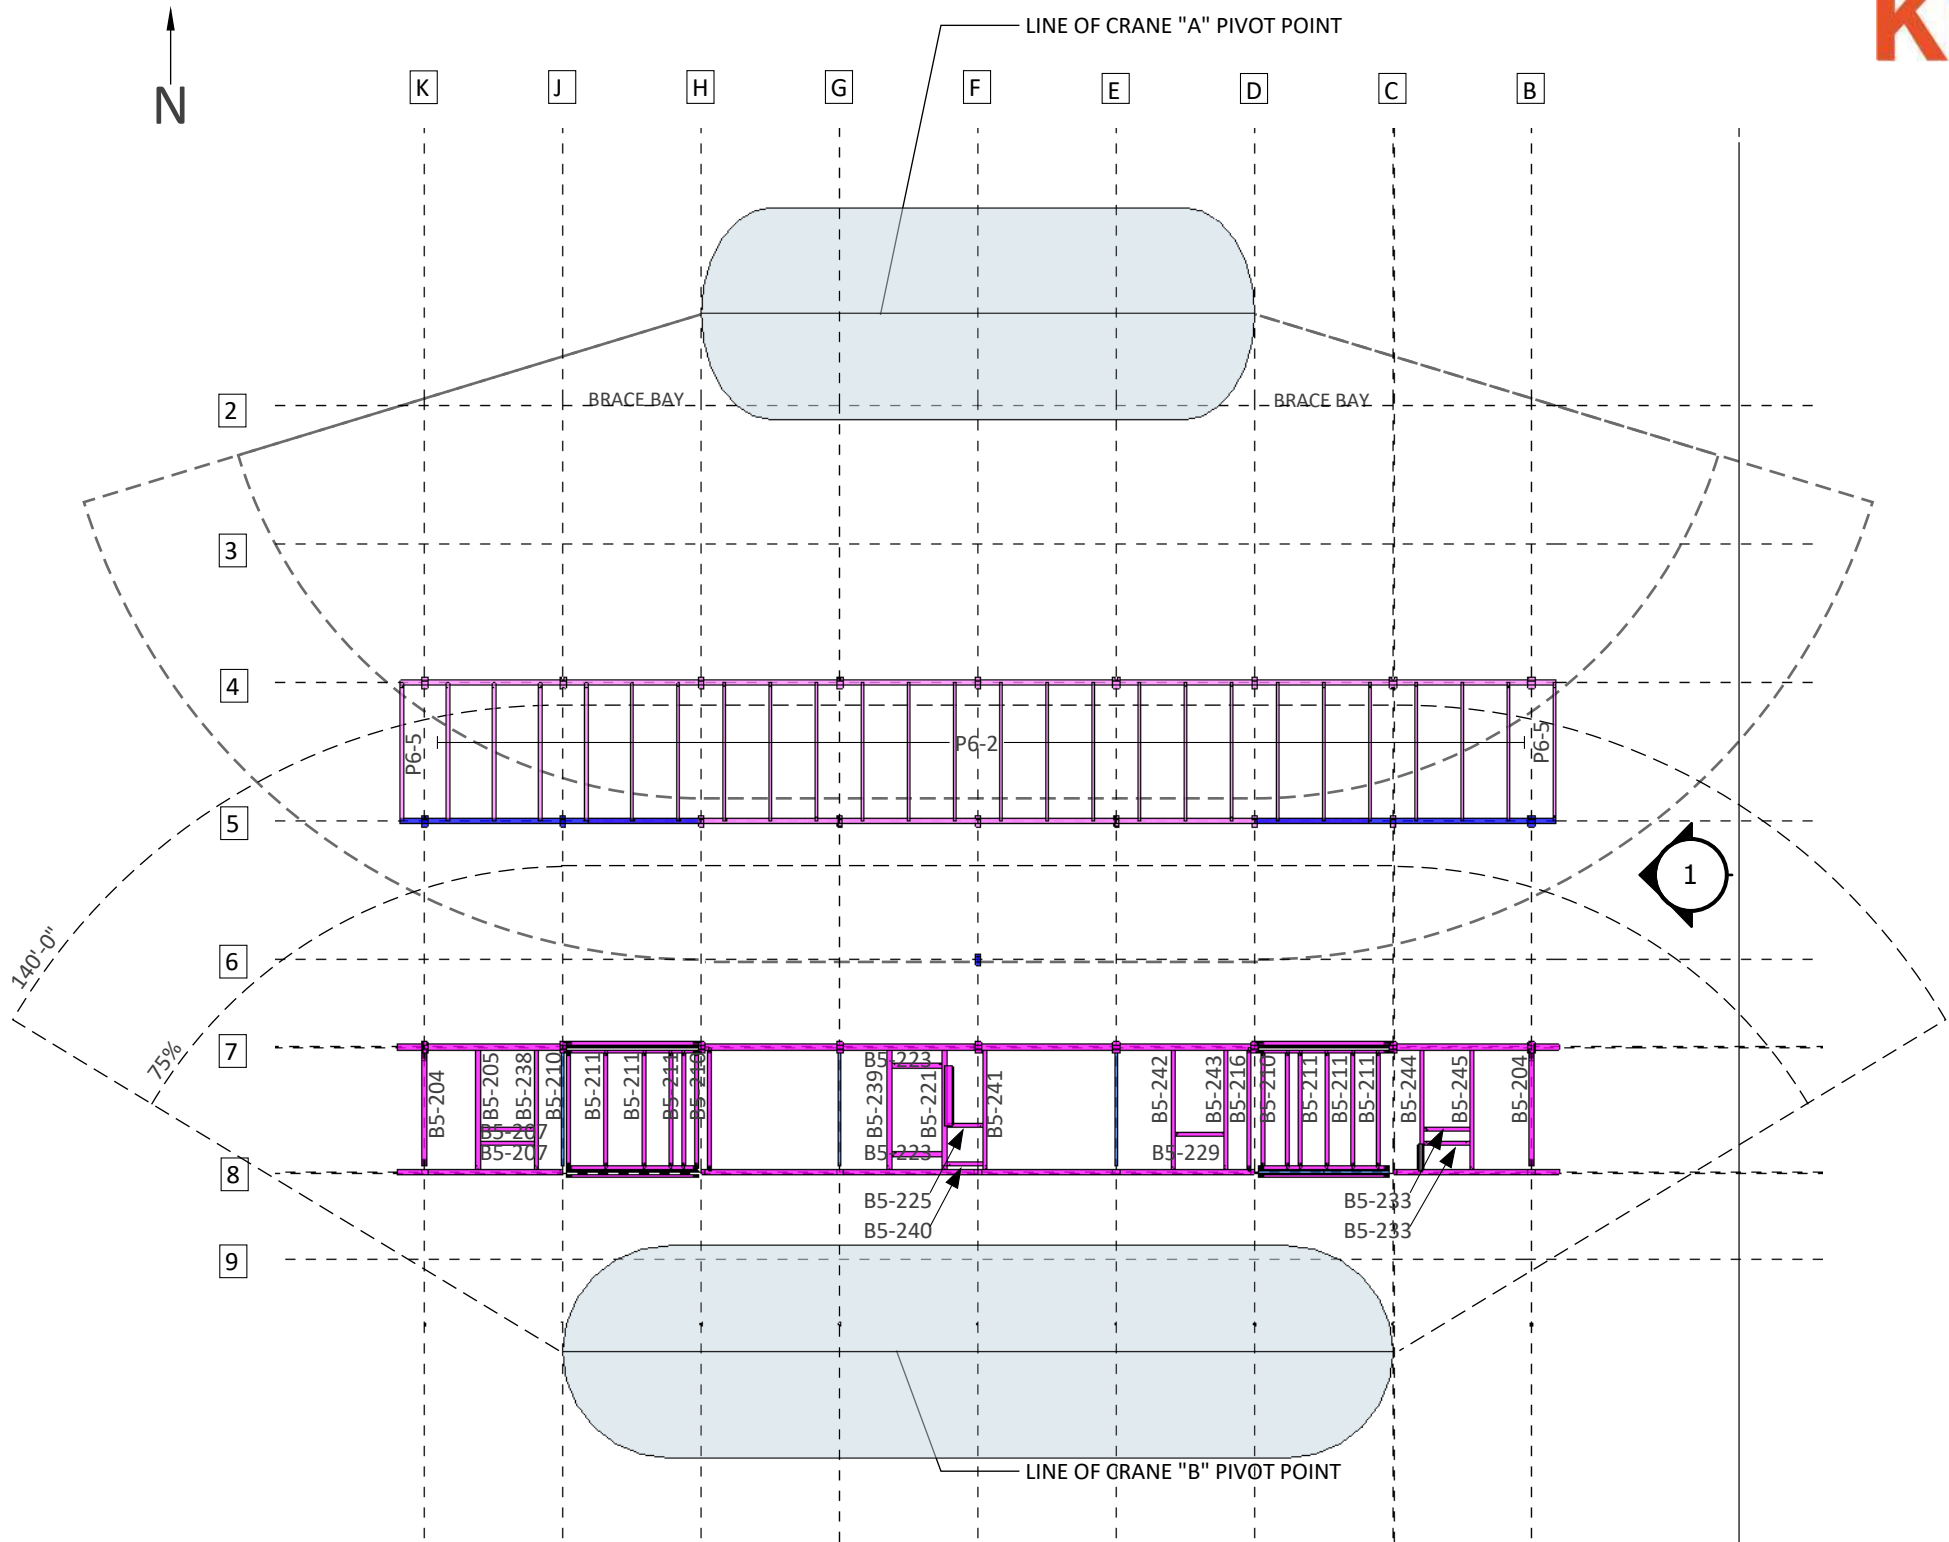 K
LINE OF CRANE "A" PIVOT POINT
N
K J H G F E D C B
2
BRACE BAY BRACE BAY
3
4
P6-5 P6-2 P6-5
5
1
6
140'-0"
75%
7
B5-204 B5-205 B5-238 B5-210 B5-211 B5-211 B5-211 B5-219 B5-239 B5-221 B5-241 B5-242 B5-243 B5-216 B5-210 B5-211 B5-211 B5-211 B5-244 B5-245 B5-204
B5-223
B5-207
B5-207 B5-223 B5-229
8
B5-225 B5-233
B5-240 B5-233
9
LINE OF CRANE "B" PIVOT POINT